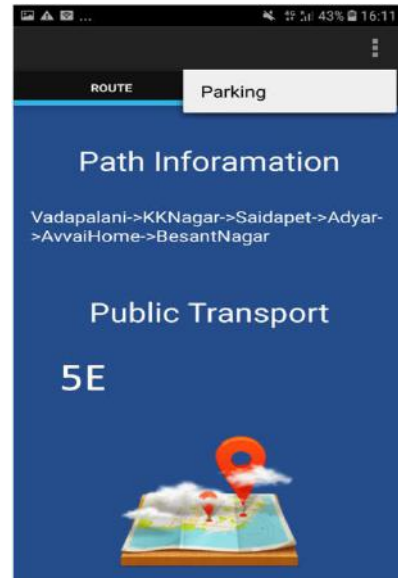 ... 43% 16:11
ROUTE
Parking
Path Inforamation
Vadapalani->KKNagar->Saidapet->Adyar-
>AvvaiHome->BesantNagar
Public Transport
5E